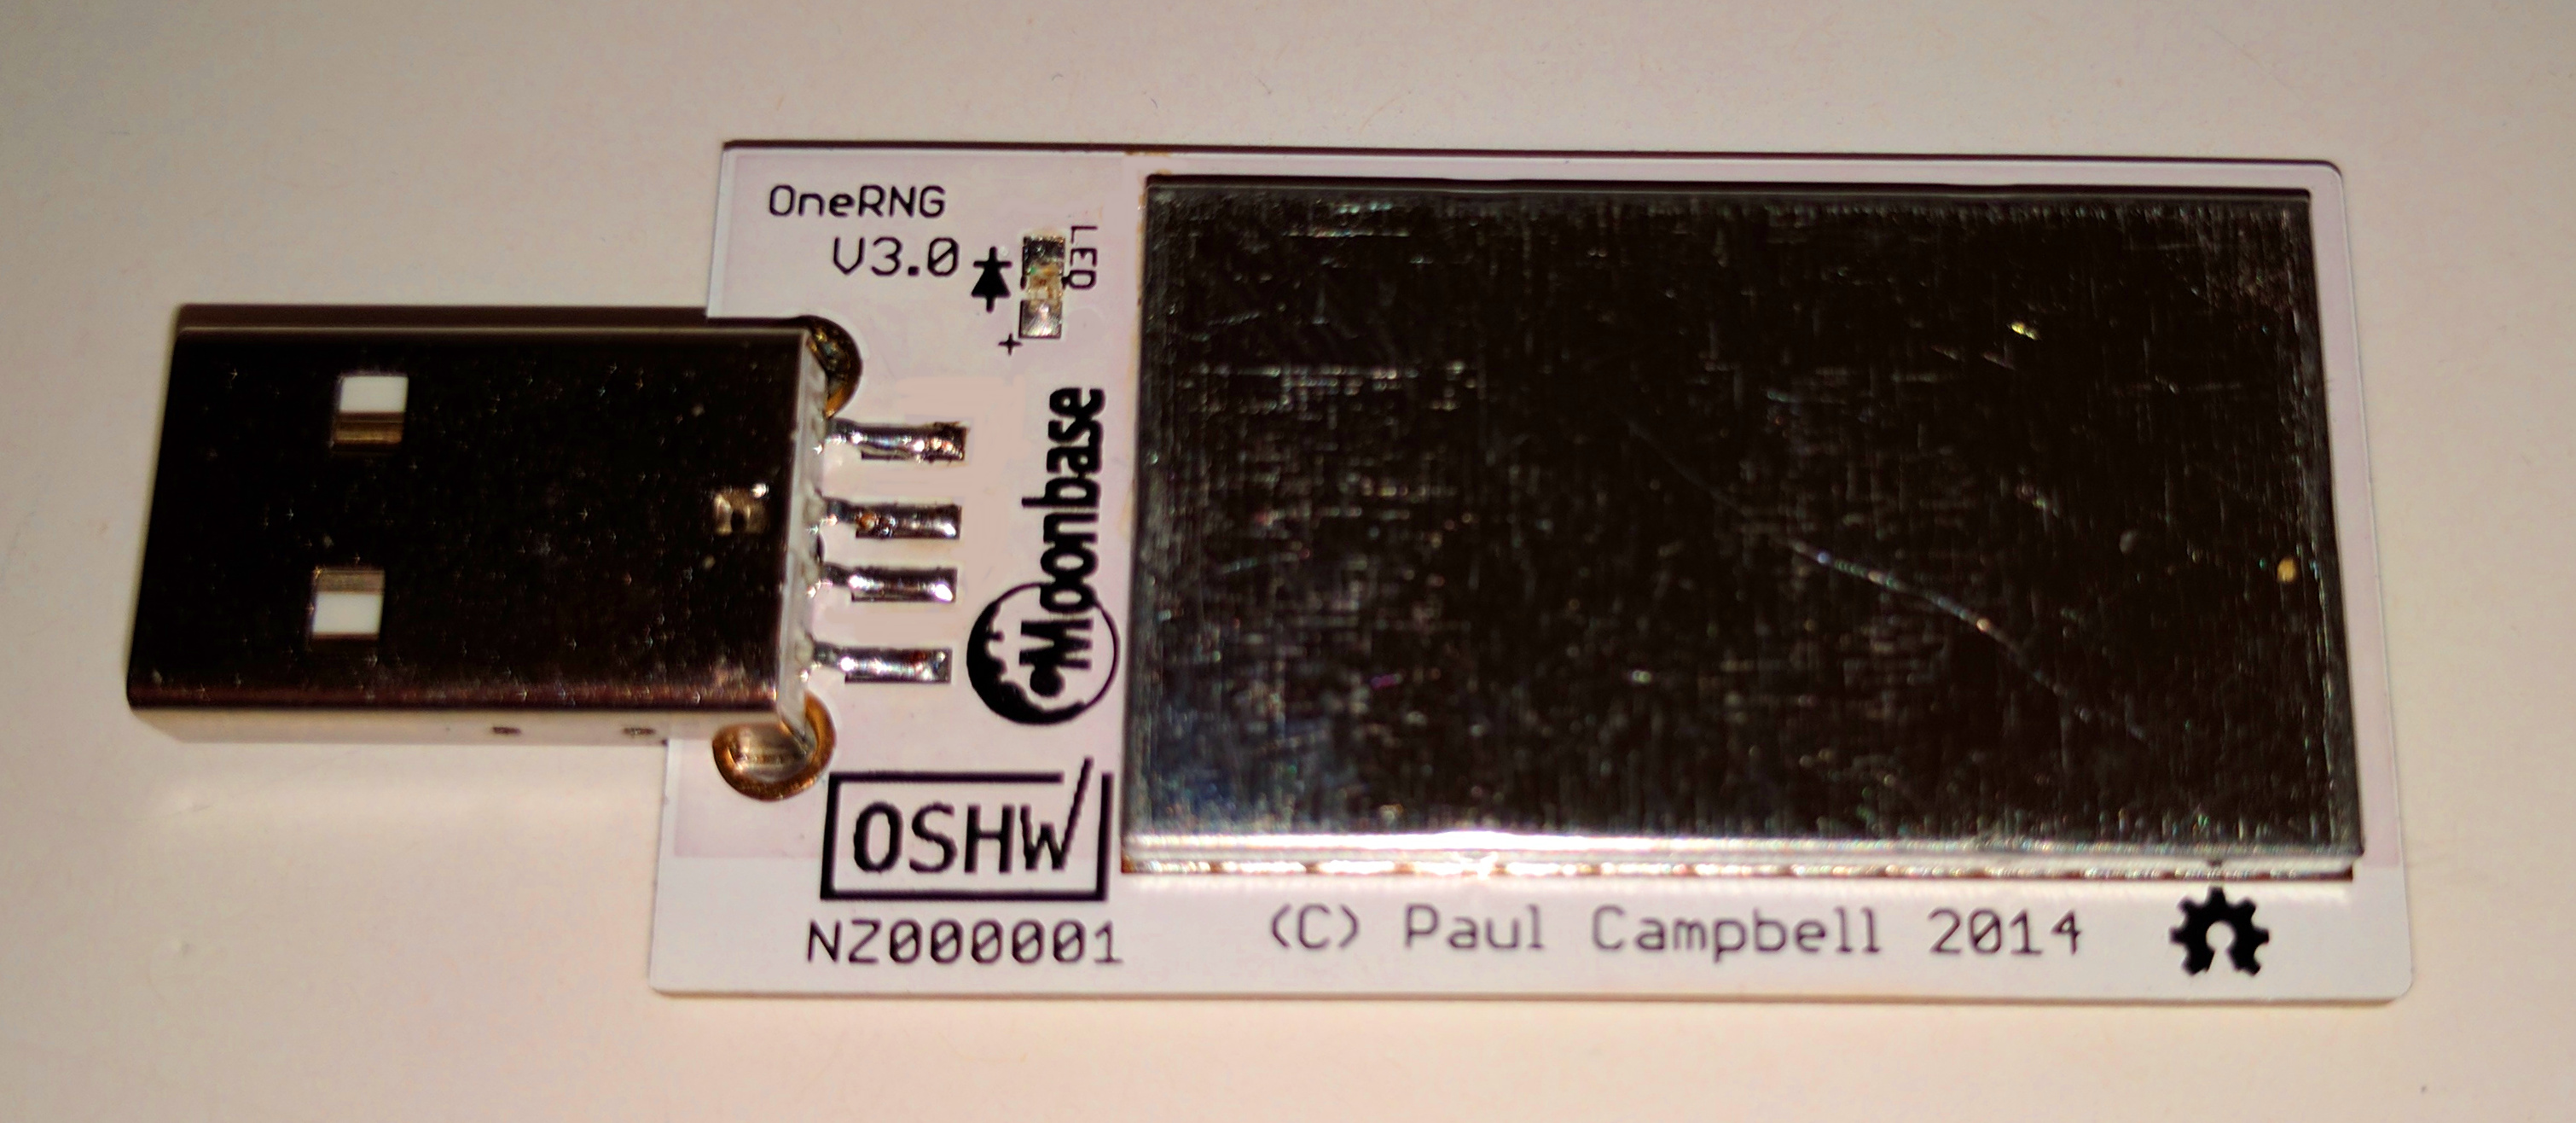 OneRNG
V3.0
LED
+
Moonbase
OSHW
NZ000001
(C) Paul Campbell 2014